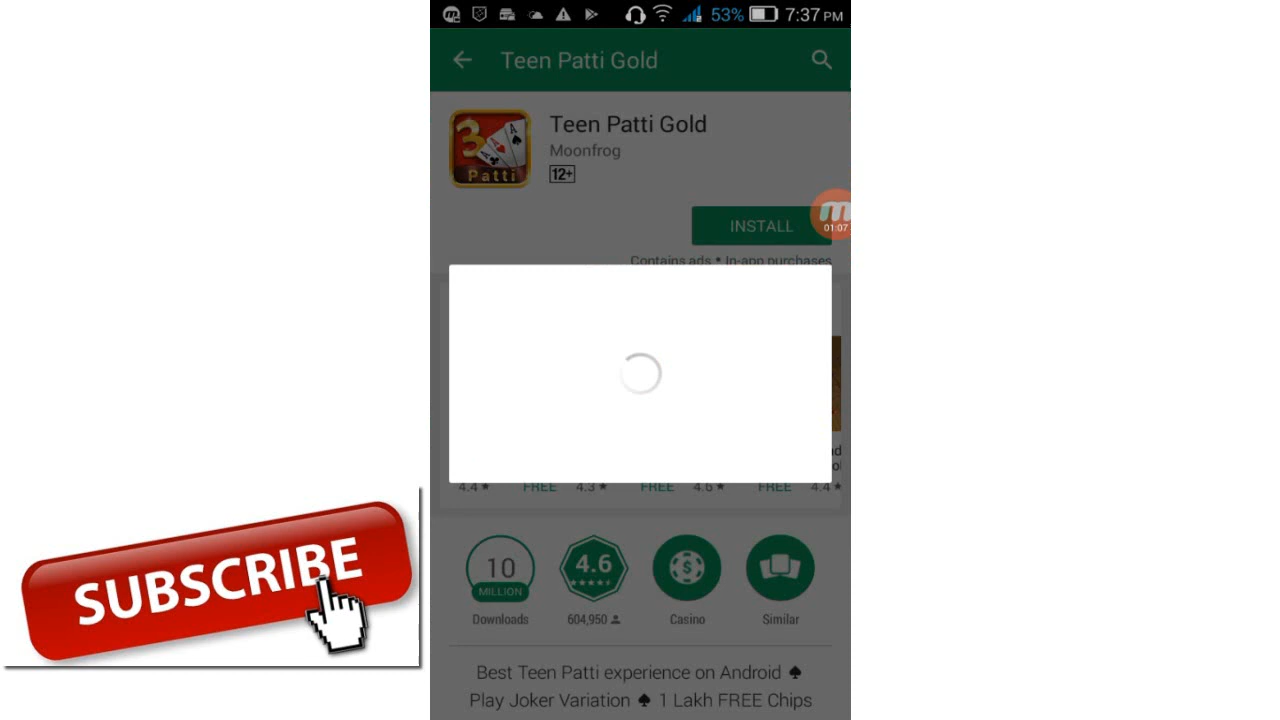 53% 7:37 PM
Teen Patti Gold
3
Patti
Teen Patti Gold
Moonfrog
12+
INSTALL
m
01:07
Contains ads • In-app purchases
4.4 ★ FREE 4.3 ★ FREE 4.6 ★ FREE 4.4 ★
10
MILLION
Downloads
4.6
604,950
Casino
Similar
Best Teen Patti experience on Android ♠
Play Joker Variation ♠ 1 Lakh FREE Chips
SUBSCRIBE